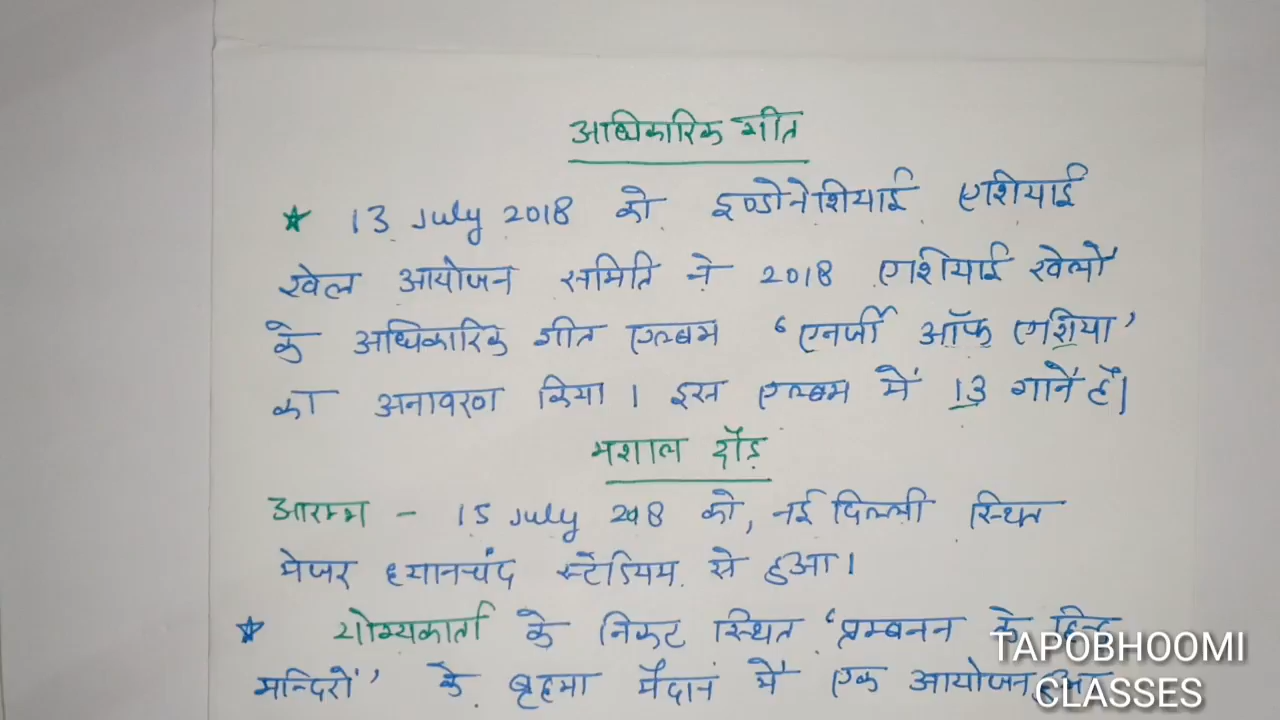 आधिकारिक गीत
★ 13 July 2018 को इण्डोनेशियाई एशियाई
खेल आयोजन समिति ने 2018 एशियाई खेलों
के अधिकारिक गीत एल्बम 'एनर्जी ऑफ एशिया'
का अनावरण किया । इस एल्बम में 13 गानें हैं।
मशाल दौड़
आरम्भ - 15 July 2018 को, नई दिल्ली स्थित
मेजर ध्यानचंद स्टेडियम से हुआ।
★ योग्यकार्ता के निकट स्थित 'प्रम्बनन के हिन्दू
मन्दिरों' के ब्रहमा मैदान में एक आयोजन
TAPOBHOOMI
CLASSES